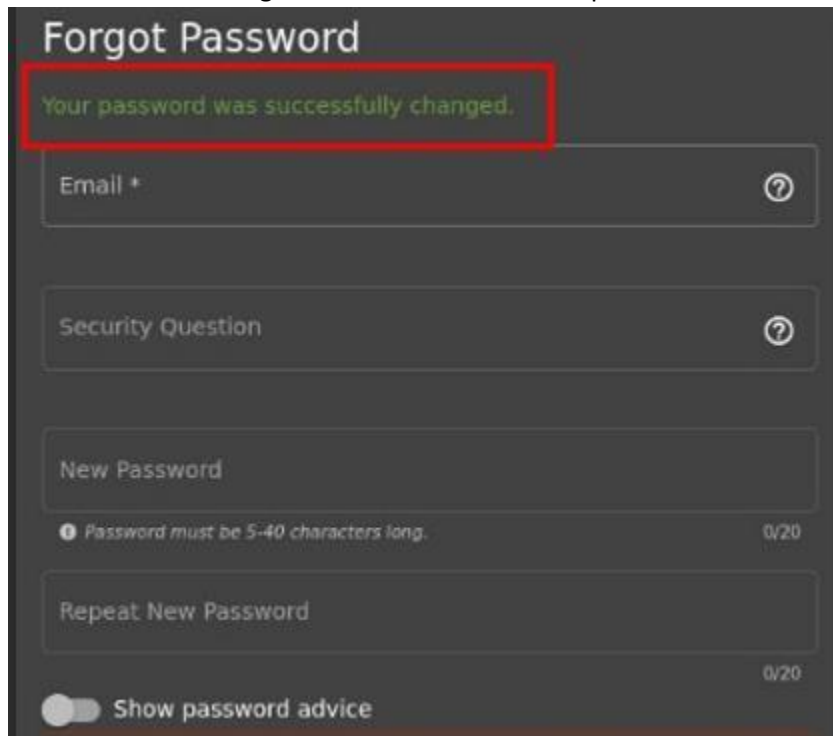 Forgot Password
Your password was successfully changed.
Email *
Security Question
New Password
Password must be 5-40 characters long. 0/20
Repeat New Password
0/20
Show password advice